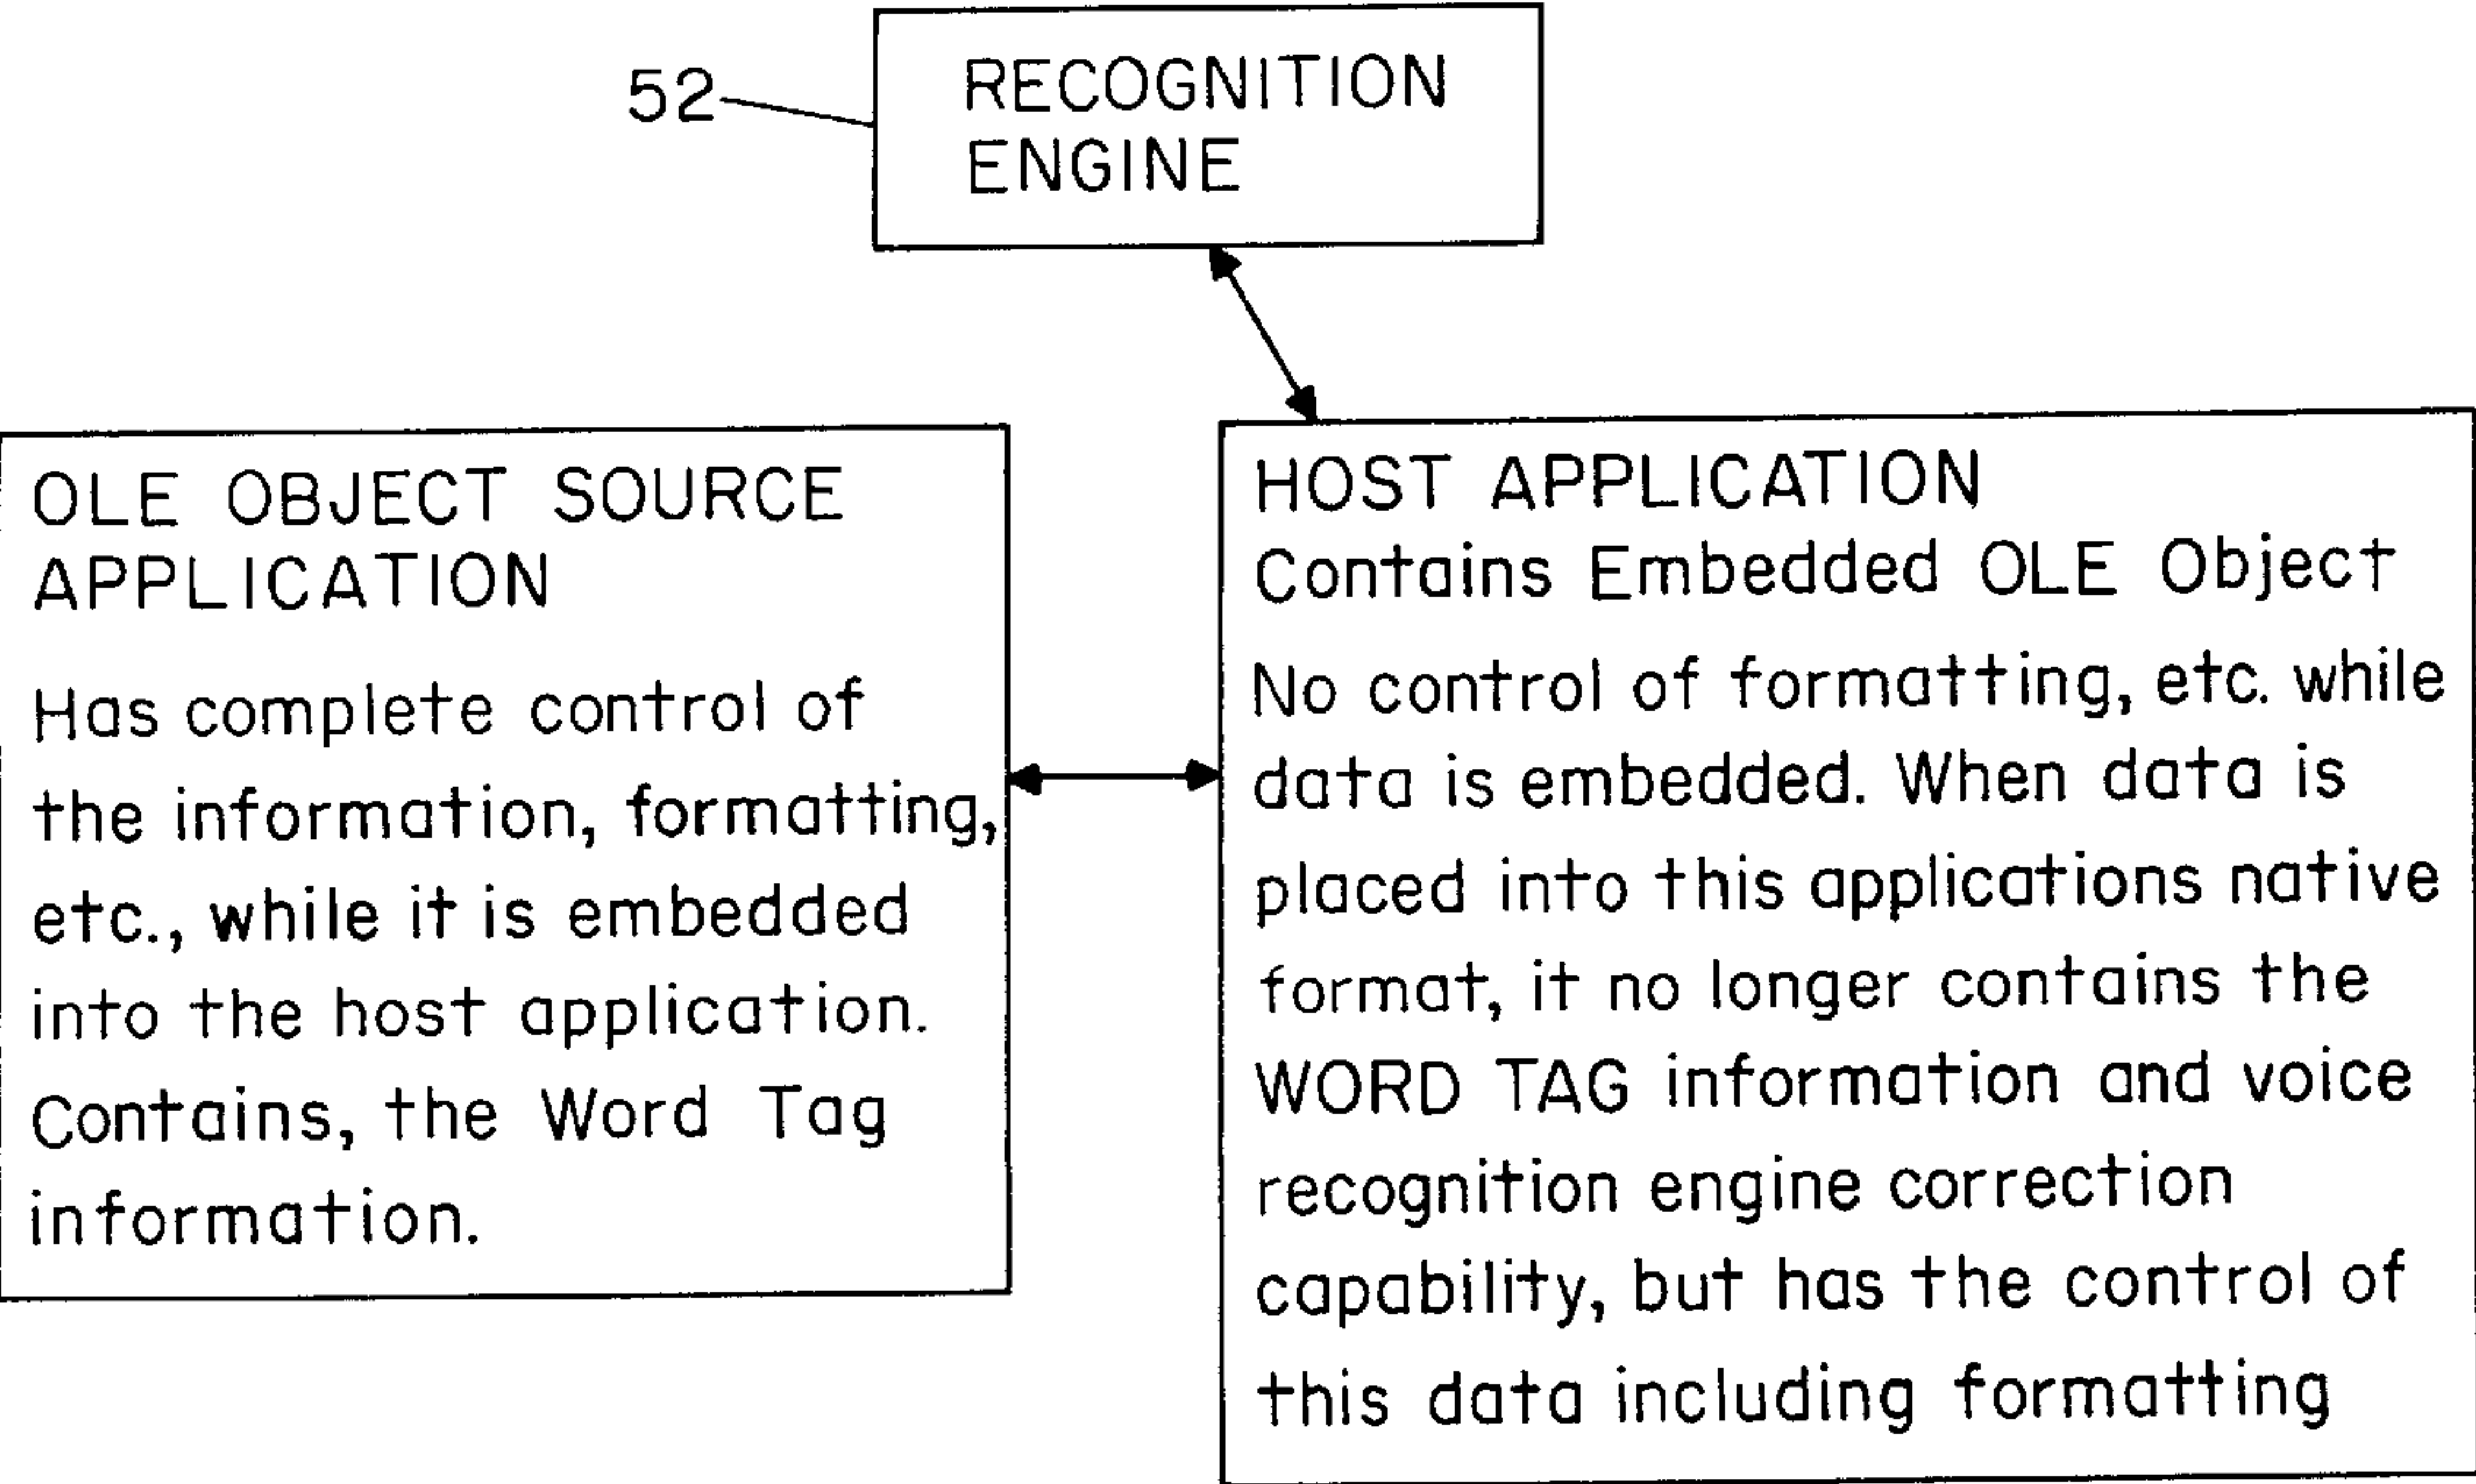 52
RECOGNITION
ENGINE
OLE OBJECT SOURCE
APPLICATION
Has complete control of
the information, formatting,
etc., while it is embedded
into the host application.
Contains, the Word Tag
information.
HOST APPLICATION
Contains Embedded OLE Object
No control of formatting, etc. while
data is embedded. When data is
placed into this applications native
format, it no longer contains the
WORD TAG information and voice
recognition engine correction
capability, but has the control of
this data including formatting